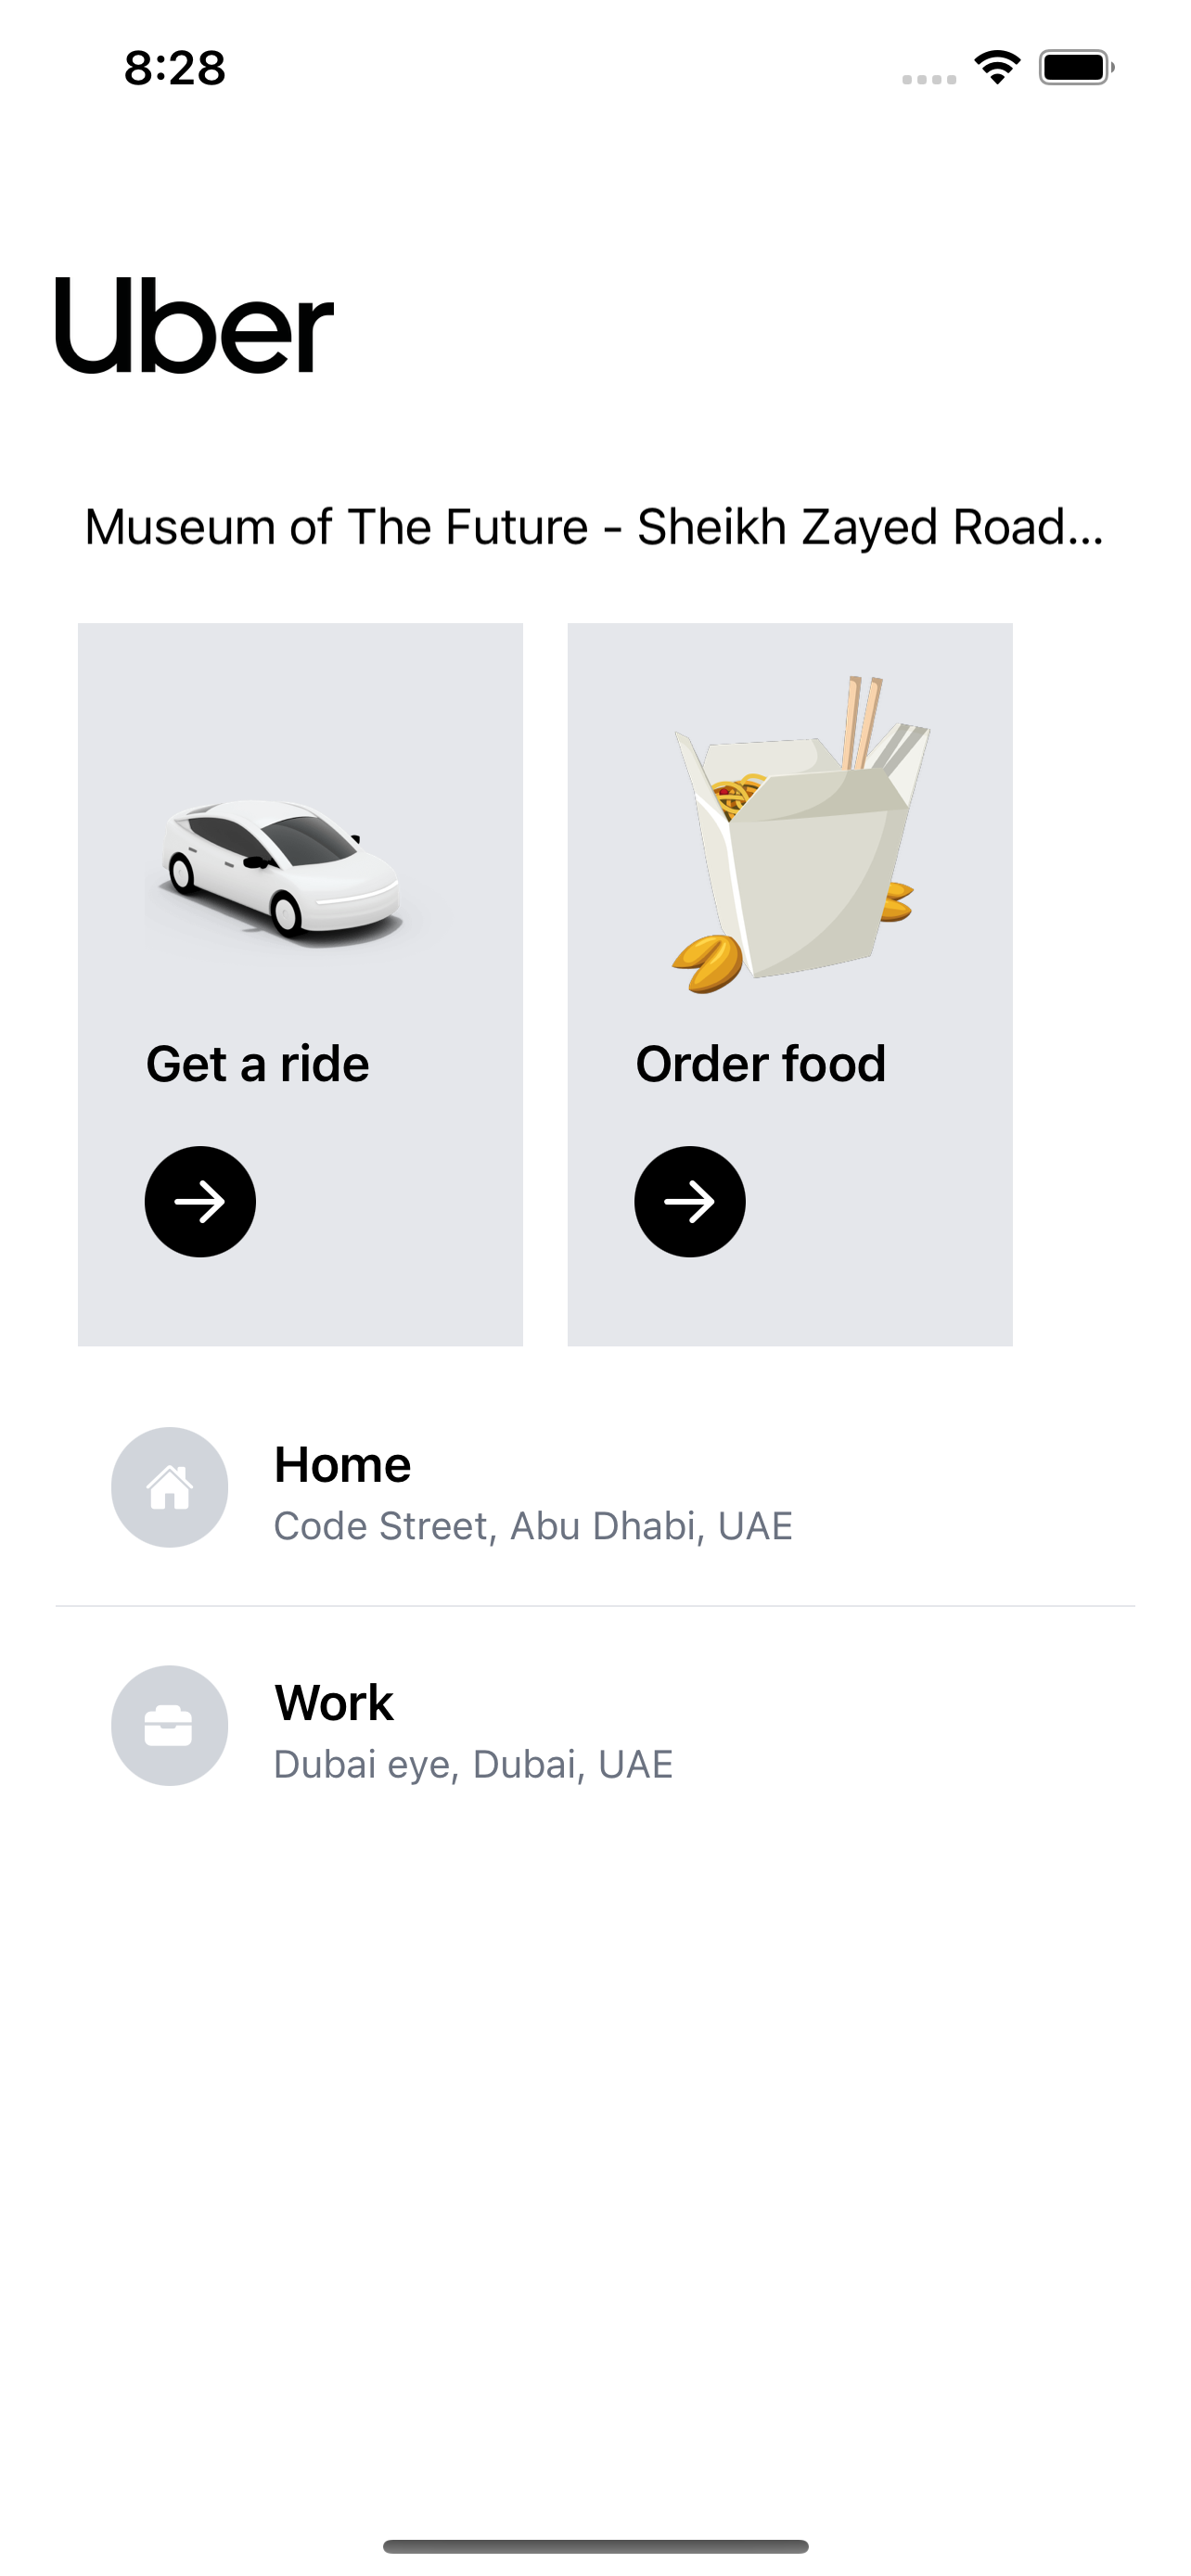 8:28
Uber
Museum of The Future - Sheikh Zayed Road...
Get a ride
Order food
Home
Code Street, Abu Dhabi, UAE
Work
Dubai eye, Dubai, UAE